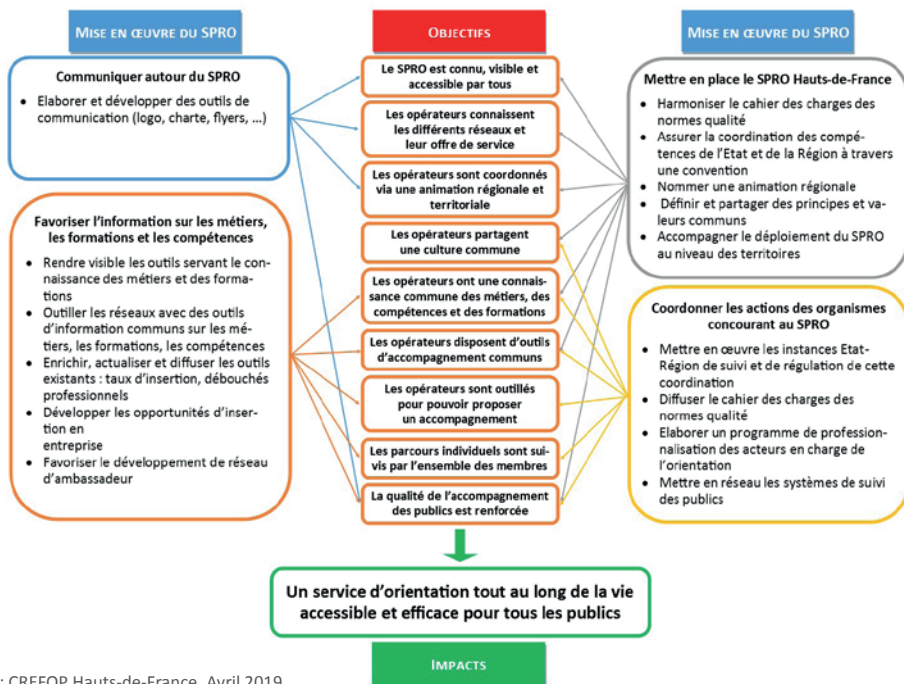 MISE EN ŒUVRE DU SPRO
Communiquer autour du SPRO
• Elaborer et développer des outils de
communication (logo, charte, flyers, ...)
Favoriser l'information sur les métiers,
les formations et les compétences
• Rendre visible les outils servant le con-
naissance des métiers et des forma-
tions
• Outiller les réseaux avec des outils
d'information communs sur les mé-
tiers, les formations, les compétences
• Enrichir, actualiser et diffuser les outils
existants : taux d'insertion, débouchés
professionnels
• Développer les opportunités d'inser-
tion en
entreprise
• Favoriser le développement de réseau
d'ambassadeur
OBJECTIFS
Le SPRO est connu, visible et
accessible par tous
Les opérateurs connaissent
les différents réseaux et
leur offre de service
Les opérateurs sont coordonnés
via une animation régionale et
territoriale
Les opérateurs partagent
une culture commune
Les opérateurs ont une connais-
sance commune des métiers, des
compétences et des formations
Les opérateurs disposent d'outils
d'accompagnement communs
Les opérateurs sont outillés
pour pouvoir proposer
un accompagnement
Les parcours individuels sont sui-
vis par l'ensemble des membres
La qualité de l'accompagnement
des publics est renforcée
MISE EN ŒUVRE DU SPRO
Mettre en place le SPRO Hauts-de-France
• Harmoniser le cahier des charges des
normes qualité
• Assurer la coordination des compé-
tences de l'Etat et de la Région à travers
une convention
• Nommer une animation régionale
• Définir et partager des principes et va-
leurs communs
• Accompagner le déploiement du SPRO
au niveau des territoires
Coordonner les actions des organismes
concourant au SPRO
• Mettre en œuvre les instances Etat-
Région de suivi et de régulation de cette
coordination
• Diffuser le cahier des charges des
normes qualité
• Elaborer un programme de profession-
nalisation des acteurs en charge de
l'orientation
• Mettre en réseau les systèmes de suivi
des publics
Un service d'orientation tout au long de la vie
accessible et efficace pour tous les publics
IMPACTS
: CREFOP Hauts-de-France, Avril 2019